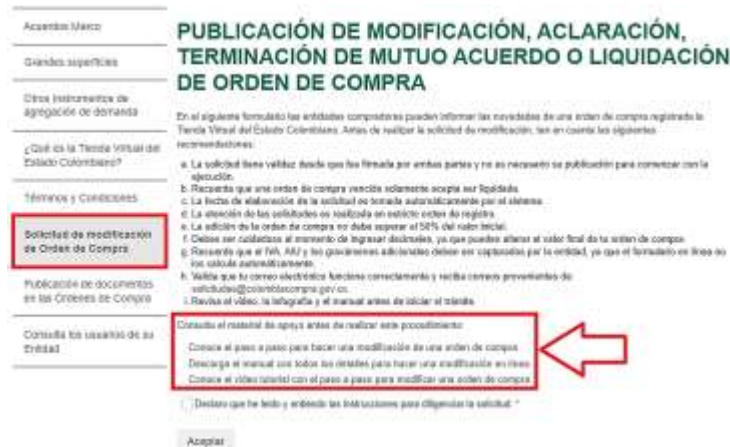 Acuerdos Marco
Grandes superficies
Otros Instrumentos de
agregación de demanda
¿Qué es la Tienda Virtual del
Estado Colombiano?
Términos y Condiciones
Solicitud de modificación
de Orden de Compra
Publicación de documentos
en las Órdenes de Compra
Consulta los usuarios de su
Entidad
PUBLICACIÓN DE MODIFICACIÓN, ACLARACIÓN,
TERMINACIÓN DE MUTUO ACUERDO O LIQUIDACIÓN
DE ORDEN DE COMPRA
En el siguiente formulario las entidades compradoras pueden informar las novedades de una orden de compra registrada la
Tienda Virtual del Estado Colombiano. Antes de realizar la solicitud de modificación, ten en cuenta las siguientes
recomendaciones:
a. La solicitud tiene validez desde que fue firmada por ambas partes y no es necesario su publicación para comenzar con la
ejecución.
b. Recuerda que una orden de compra vencida solamente acepta ser liquidada.
c. La fecha de elaboración de la solicitud es tomada automáticamente por el sistema.
d. La atención de las solicitudes es realizada en estricto orden de registro.
e. La adición de la orden de compra no debe superar el 50% del valor inicial.
f. Debes ser cuidadoso al momento de ingresar decimales, ya que pueden alterar el valor final de tu orden de compra.
g. Recuerda que el IVA, AIU y los gravámenes adicionales deben ser capturados por la entidad, ya que el formulario en línea no
los calcula automáticamente.
h. Valida que tu correo electrónico funcione correctamente y reciba correos provenientes de:
solicitudes@colombiacompra.gov.co.
i. Revisa el video, la infografía y el manual antes de iniciar el trámite.
Consulta el material de apoyo antes de realizar este procedimiento:
Conoce el paso a paso para hacer una modificación de una orden de compra
Descarga el manual con todos los detalles para hacer una modificación en línea
Conoce el video tutorial con el paso a paso para modificar una orden de compra
Declaro que he leído y entiendo las instrucciones para diligenciar la solicitud. *
Aceptar